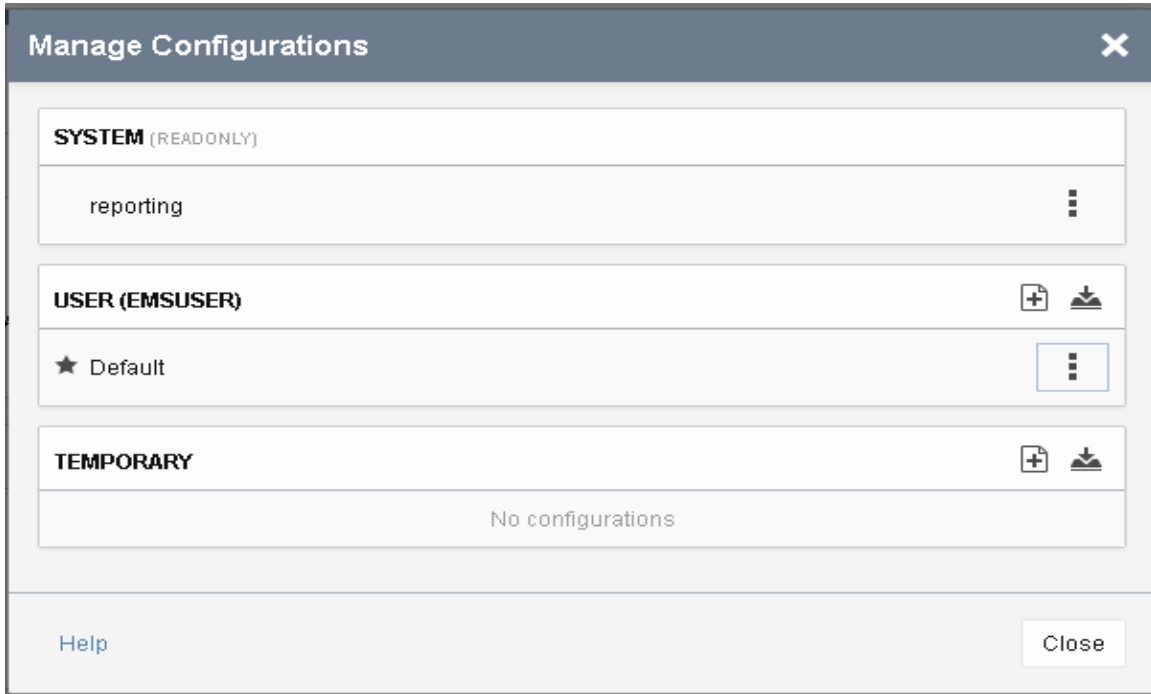 Manage Configurations
SYSTEM (READONLY)
reporting
USER (EMSUSER)
Default
TEMPORARY
No configurations
Help
Close